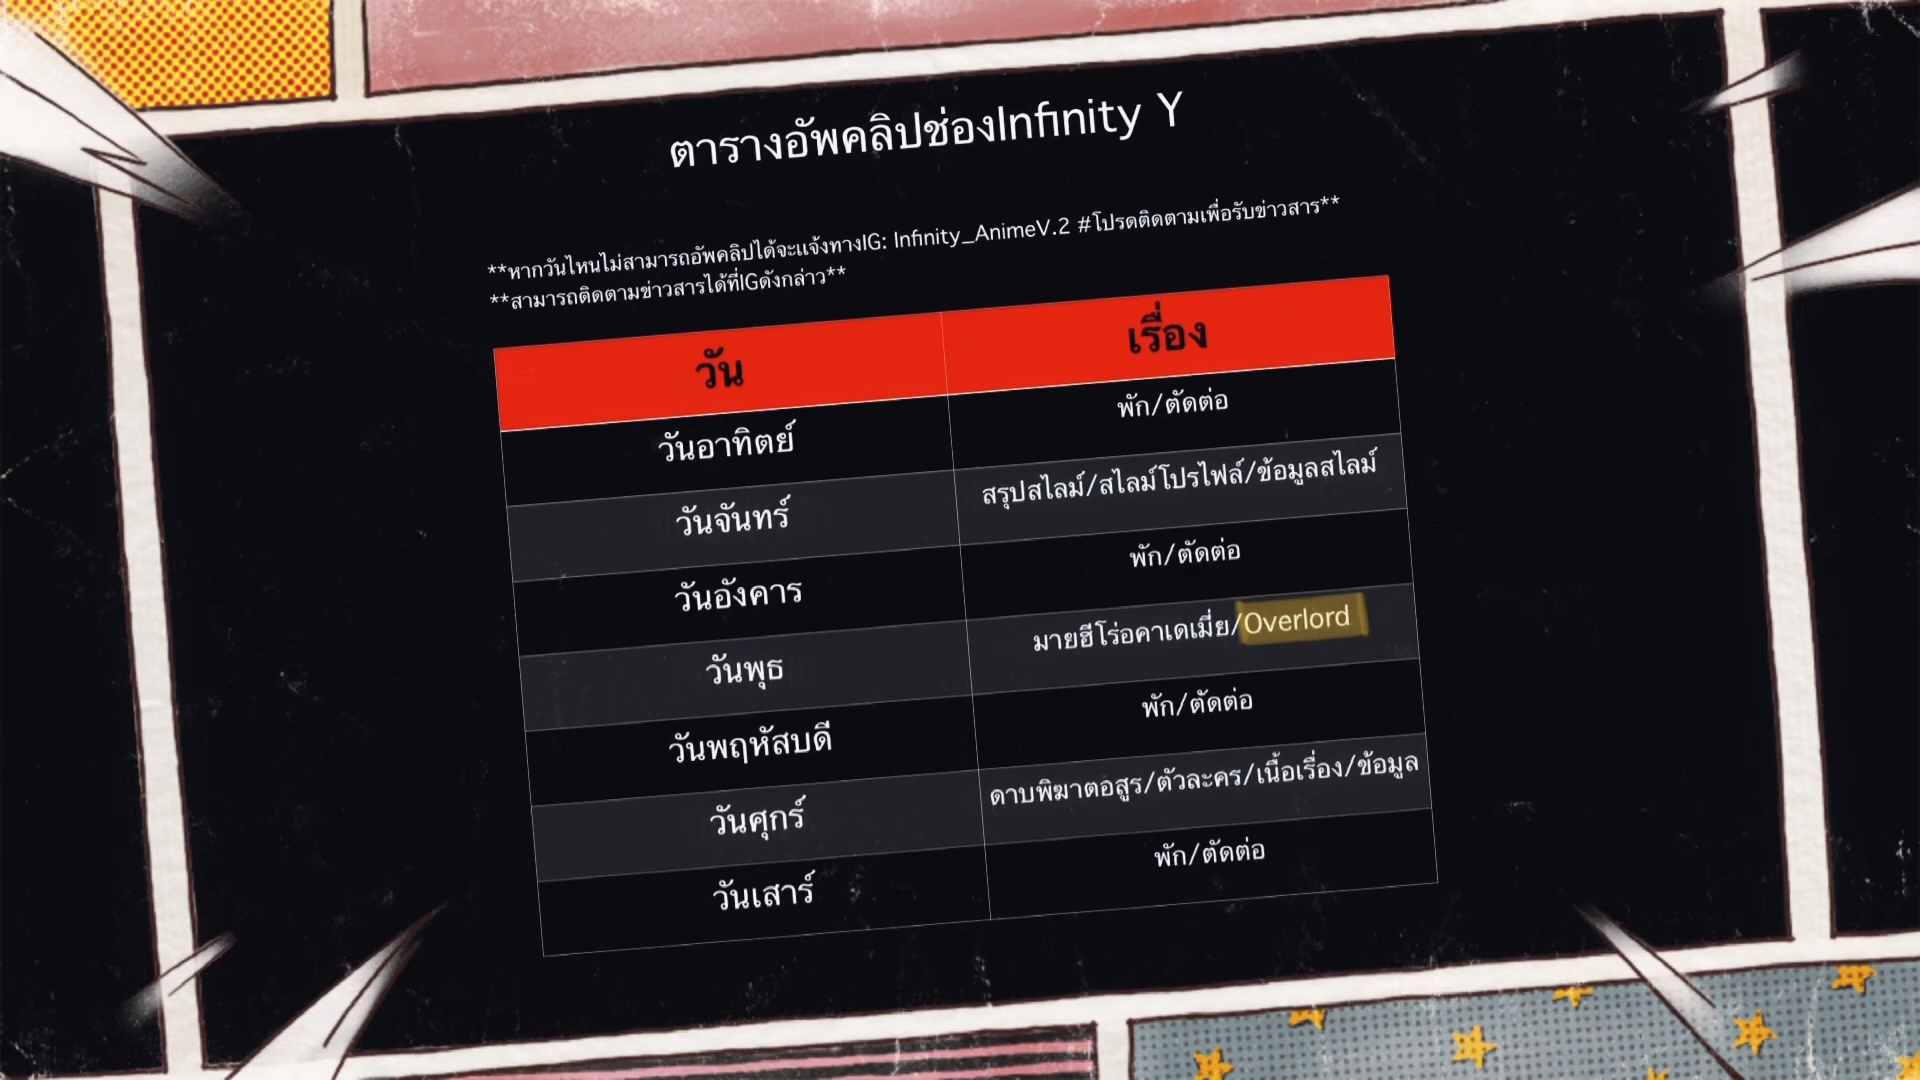 ตารางอัพคลิปช่องInfinity Y
**หากวันไหนไม่สามารถอัพคลิปได้จะแจ้งทางIG: Infinity_AnimeV.2 #โปรดติดตามเพื่อรับข่าวสาร**
**สามารถติดตามข่าวสารได้ที่IGดังกล่าว**
วัน เรื่อง
วันอาทิตย์ พัก/ตัดต่อ
วันจันทร์ สรุปสไลม์/สไลม์โปรไฟล์/ข้อมูลสไลม์
วันอังคาร พัก/ตัดต่อ
วันพุธ มายฮีโร่อคาเดเมี่ย/Overlord
วันพฤหัสบดี พัก/ตัดต่อ
วันศุกร์ ดาบพิฆาตอสูร/ตัวละคร/เนื้อเรื่อง/ข้อมูล
วันเสาร์ พัก/ตัดต่อ